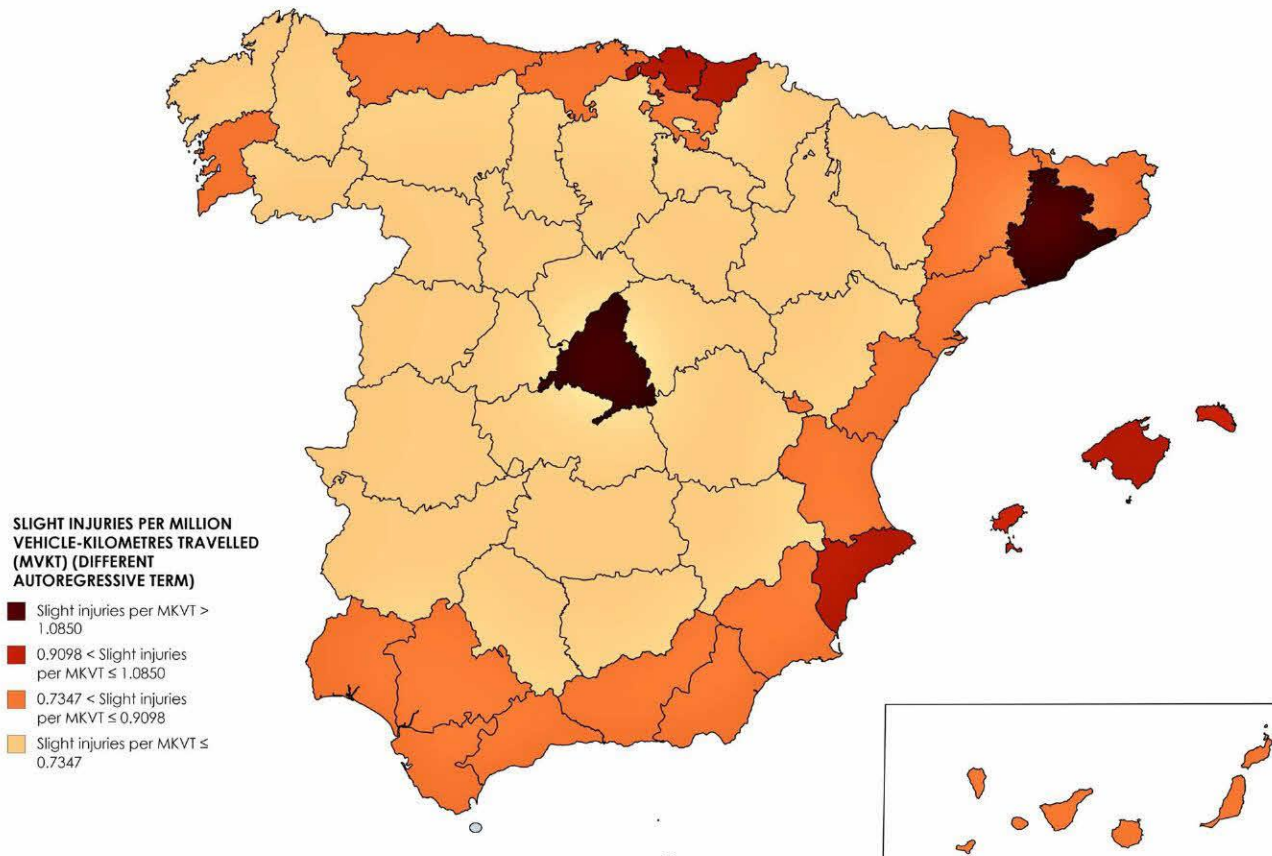 SLIGHT INJURIES PER MILLION
VEHICLE-KILOMETRES TRAVELLED
(MVKT) (DIFFERENT
AUTOREGRESSIVE TERM)
Slight injuries per MKVT >
1.0850
0.9098 < Slight injuries
per MKVT ≤ 1.0850
0.7347 < Slight injuries
per MKVT ≤ 0.9098
Slight injuries per MKVT ≤
0.7347